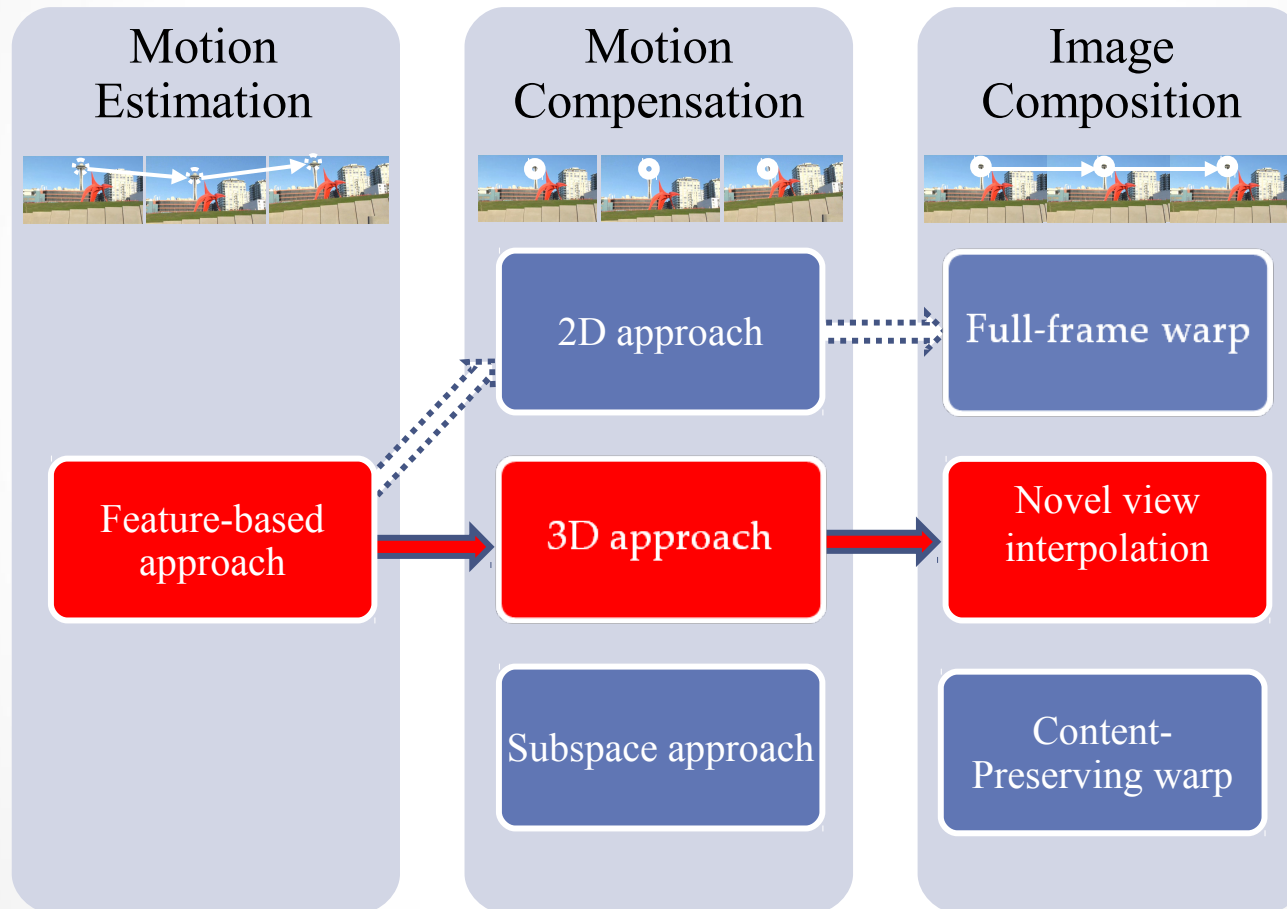 Motion
Estimation
Motion
Compensation
Image
Composition
2D approach
Full-frame warp
Feature-based
approach
3D approach
Novel view
interpolation
Subspace approach
Content-
Preserving warp